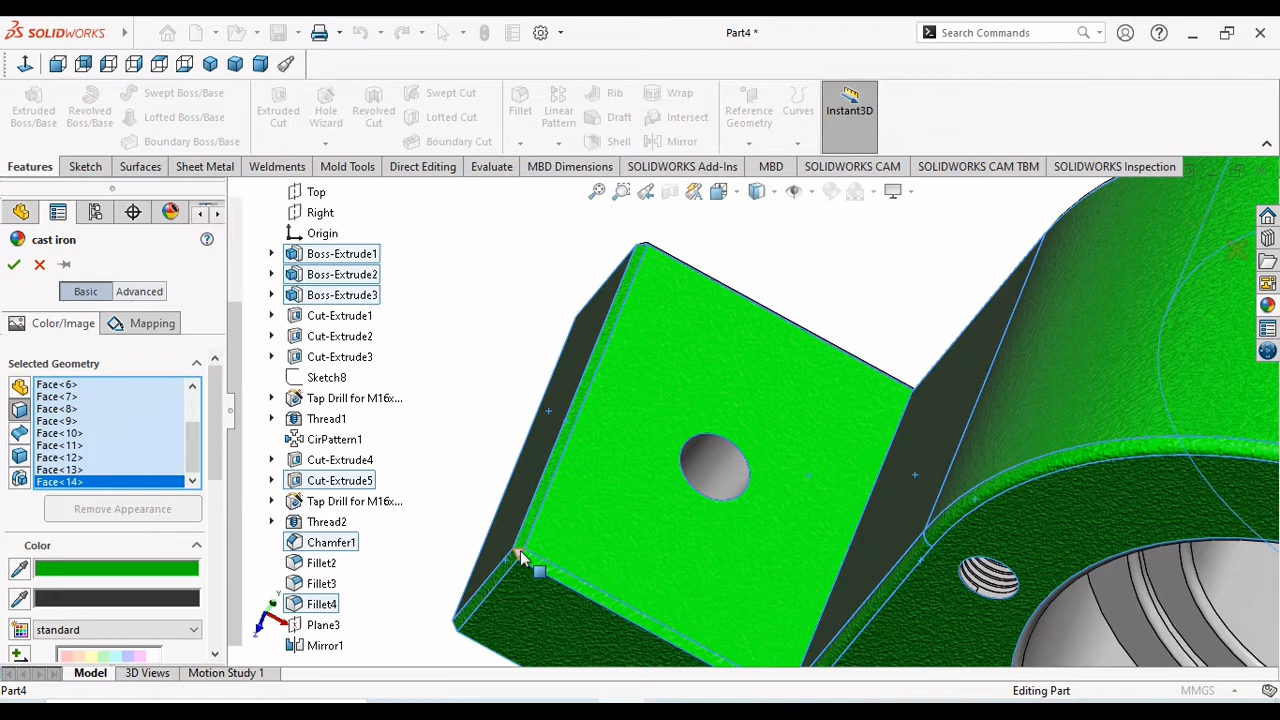 SOLIDWORKS
Part4 *
Search Commands
Extruded Boss/Base
Revolved Boss/Base
Swept Boss/Base
Lofted Boss/Base
Boundary Boss/Base
Extruded Cut
Hole Wizard
Revolved Cut
Swept Cut
Lofted Cut
Boundary Cut
Fillet
Linear Pattern
Rib
Draft
Shell
Wrap
Intersect
Mirror
Reference Geometry
Curves
Instant3D
Features
Sketch
Surfaces
Sheet Metal
Weldments
Mold Tools
Direct Editing
Evaluate
MBD Dimensions
SOLIDWORKS Add-Ins
MBD
SOLIDWORKS CAM
SOLIDWORKS CAM TBM
SOLIDWORKS Inspection
cast iron
Basic
Advanced
Color/Image
Mapping
Selected Geometry
Face<6>
Face<7>
Face<8>
Face<9>
Face<10>
Face<11>
Face<12>
Face<13>
Face<14>
Remove Appearance
Color
standard
Top
Right
Origin
Boss-Extrude1
Boss-Extrude2
Boss-Extrude3
Cut-Extrude1
Cut-Extrude2
Cut-Extrude3
Sketch8
Tap Drill for M16x...
Thread1
CirPattern1
Cut-Extrude4
Cut-Extrude5
Tap Drill for M16x...
Thread2
Chamfer1
Fillet2
Fillet3
Fillet4
Plane3
Mirror1
Y
Z
Model
3D Views
Motion Study 1
Part4
Editing Part
MMGS